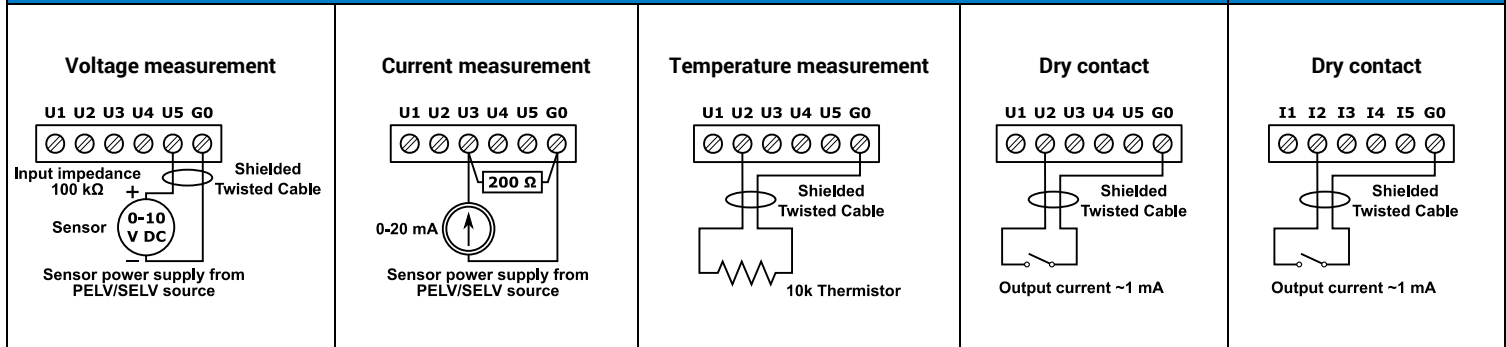 Voltage measurement
U1 U2 U3 U4 U5 G0
Input impedance
100 kΩ
Shielded
Twisted Cable
+
Sensor
0-10
V DC
–
Sensor power supply from
PELV/SELV source
Current measurement
U1 U2 U3 U4 U5 G0
200 Ω
0-20 mA
Sensor power supply from
PELV/SELV source
Temperature measurement
U1 U2 U3 U4 U5 G0
Shielded
Twisted Cable
10k Thermistor
Dry contact
U1 U2 U3 U4 U5 G0
Shielded
Twisted Cable
Output current ~1 mA
Dry contact
I1 I2 I3 I4 I5 G0
Shielded
Twisted Cable
Output current ~1 mA